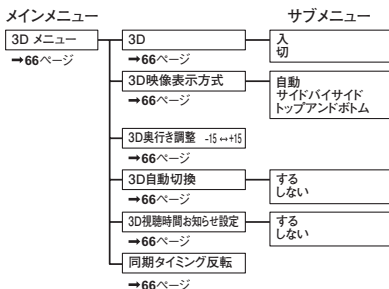 メインメニュー
サブメニュー
3D メニュー
➞66ページ
3D
➞66ページ
入
切
3D映像表示方式
➞66ページ
自動
サイドバイサイド
トップアンドボトム
3D奥行き調整 -15⇔+15
➞66ページ
3D自動切換
➞66ページ
する
しない
3D視聴時間お知らせ設定
➞66ページ
する
しない
同期タイミング反転
➞66ページ